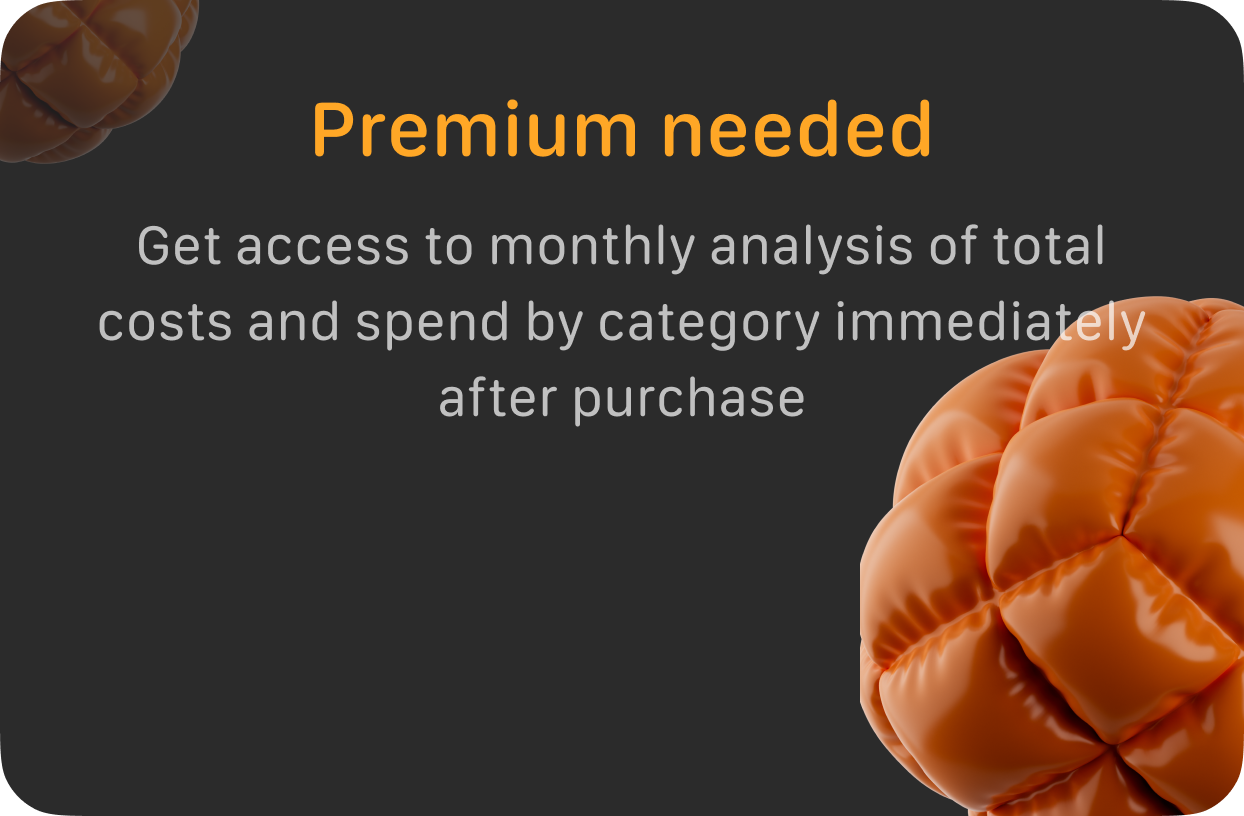 Premium needed
Get access to monthly analysis of total
costs and spend by category immediately
after purchase